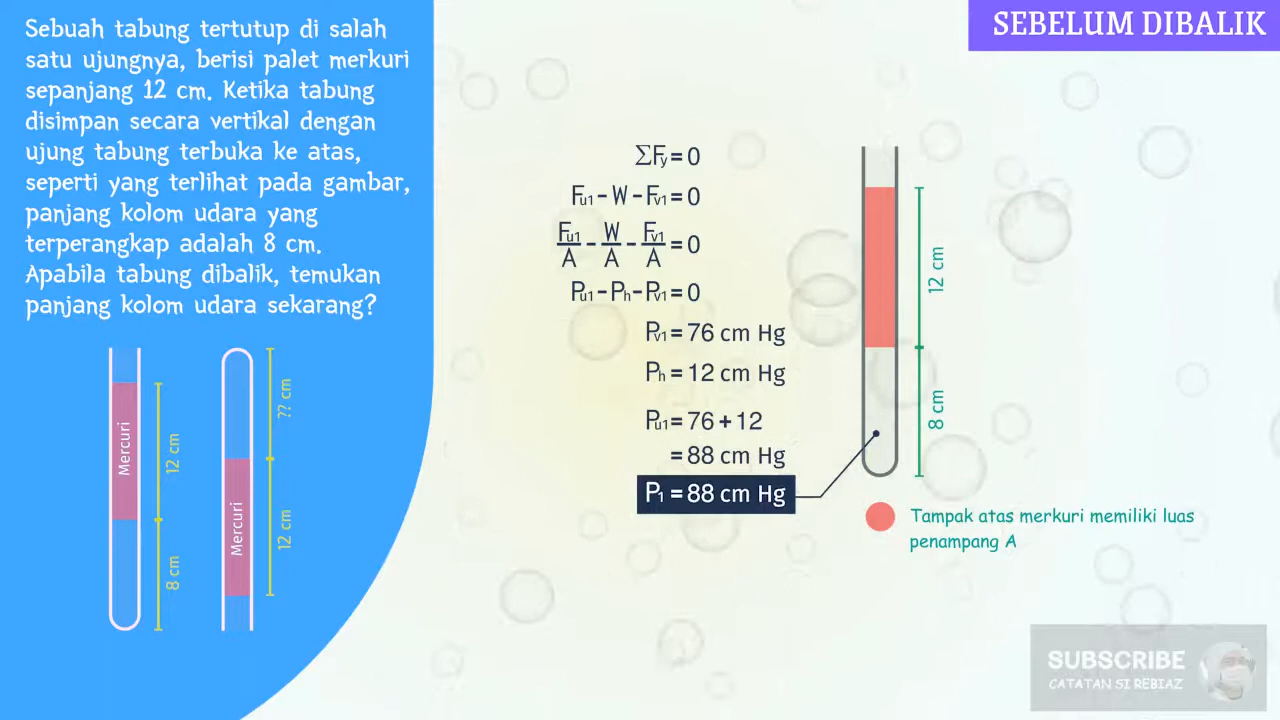 Sebuah tabung tertutup di salah
satu ujungnya, berisi palet merkuri
sepanjang 12 cm. Ketika tabung
disimpan secara vertikal dengan
ujung tabung terbuka ke atas,
seperti yang terlihat pada gambar,
panjang kolom udara yang
terperangkap adalah 8 cm.
Apabila tabung dibalik, temukan
panjang kolom udara sekarang?
Mercuri
12 cm
8 cm
Mercuri
?? cm
12 cm
SEBELUM DIBALIK
ΣFy = 0
Fu1 - W - Fv1 = 0
Fu1/A - W/A - Fv1/A = 0
Pu1 - Ph - Pv1 = 0
Pv1 = 76 cm Hg
Ph = 12 cm Hg
Pu1 = 76 + 12
= 88 cm Hg
P1 = 88 cm Hg
12 cm
8 cm
Tampak atas merkuri memiliki luas
penampang A
SUBSCRIBE
CATATAN SI REBIAZ